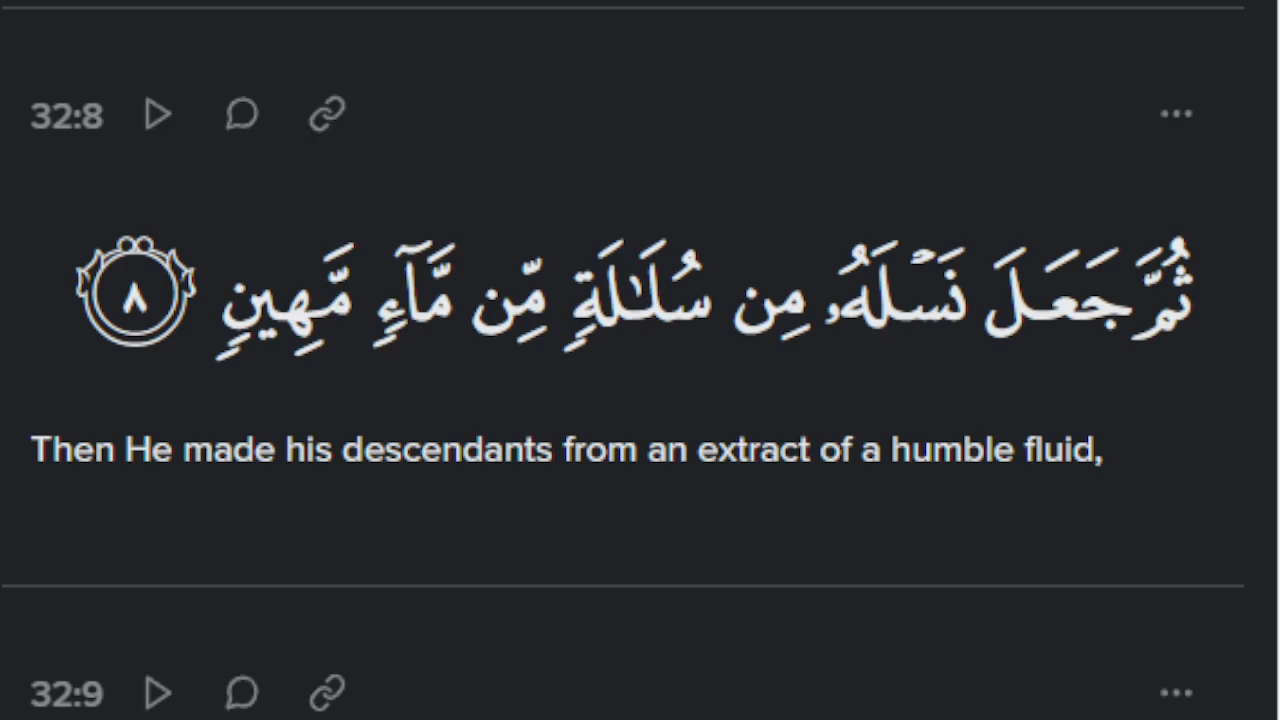 32:8
ثُمَّ جَعَلَ نَسۡلَهُۥ مِن سُلَٰلَةٖ مِّن مَّآءٖ مَّهِينٖ ٨
Then He made his descendants from an extract of a humble fluid,
32:9